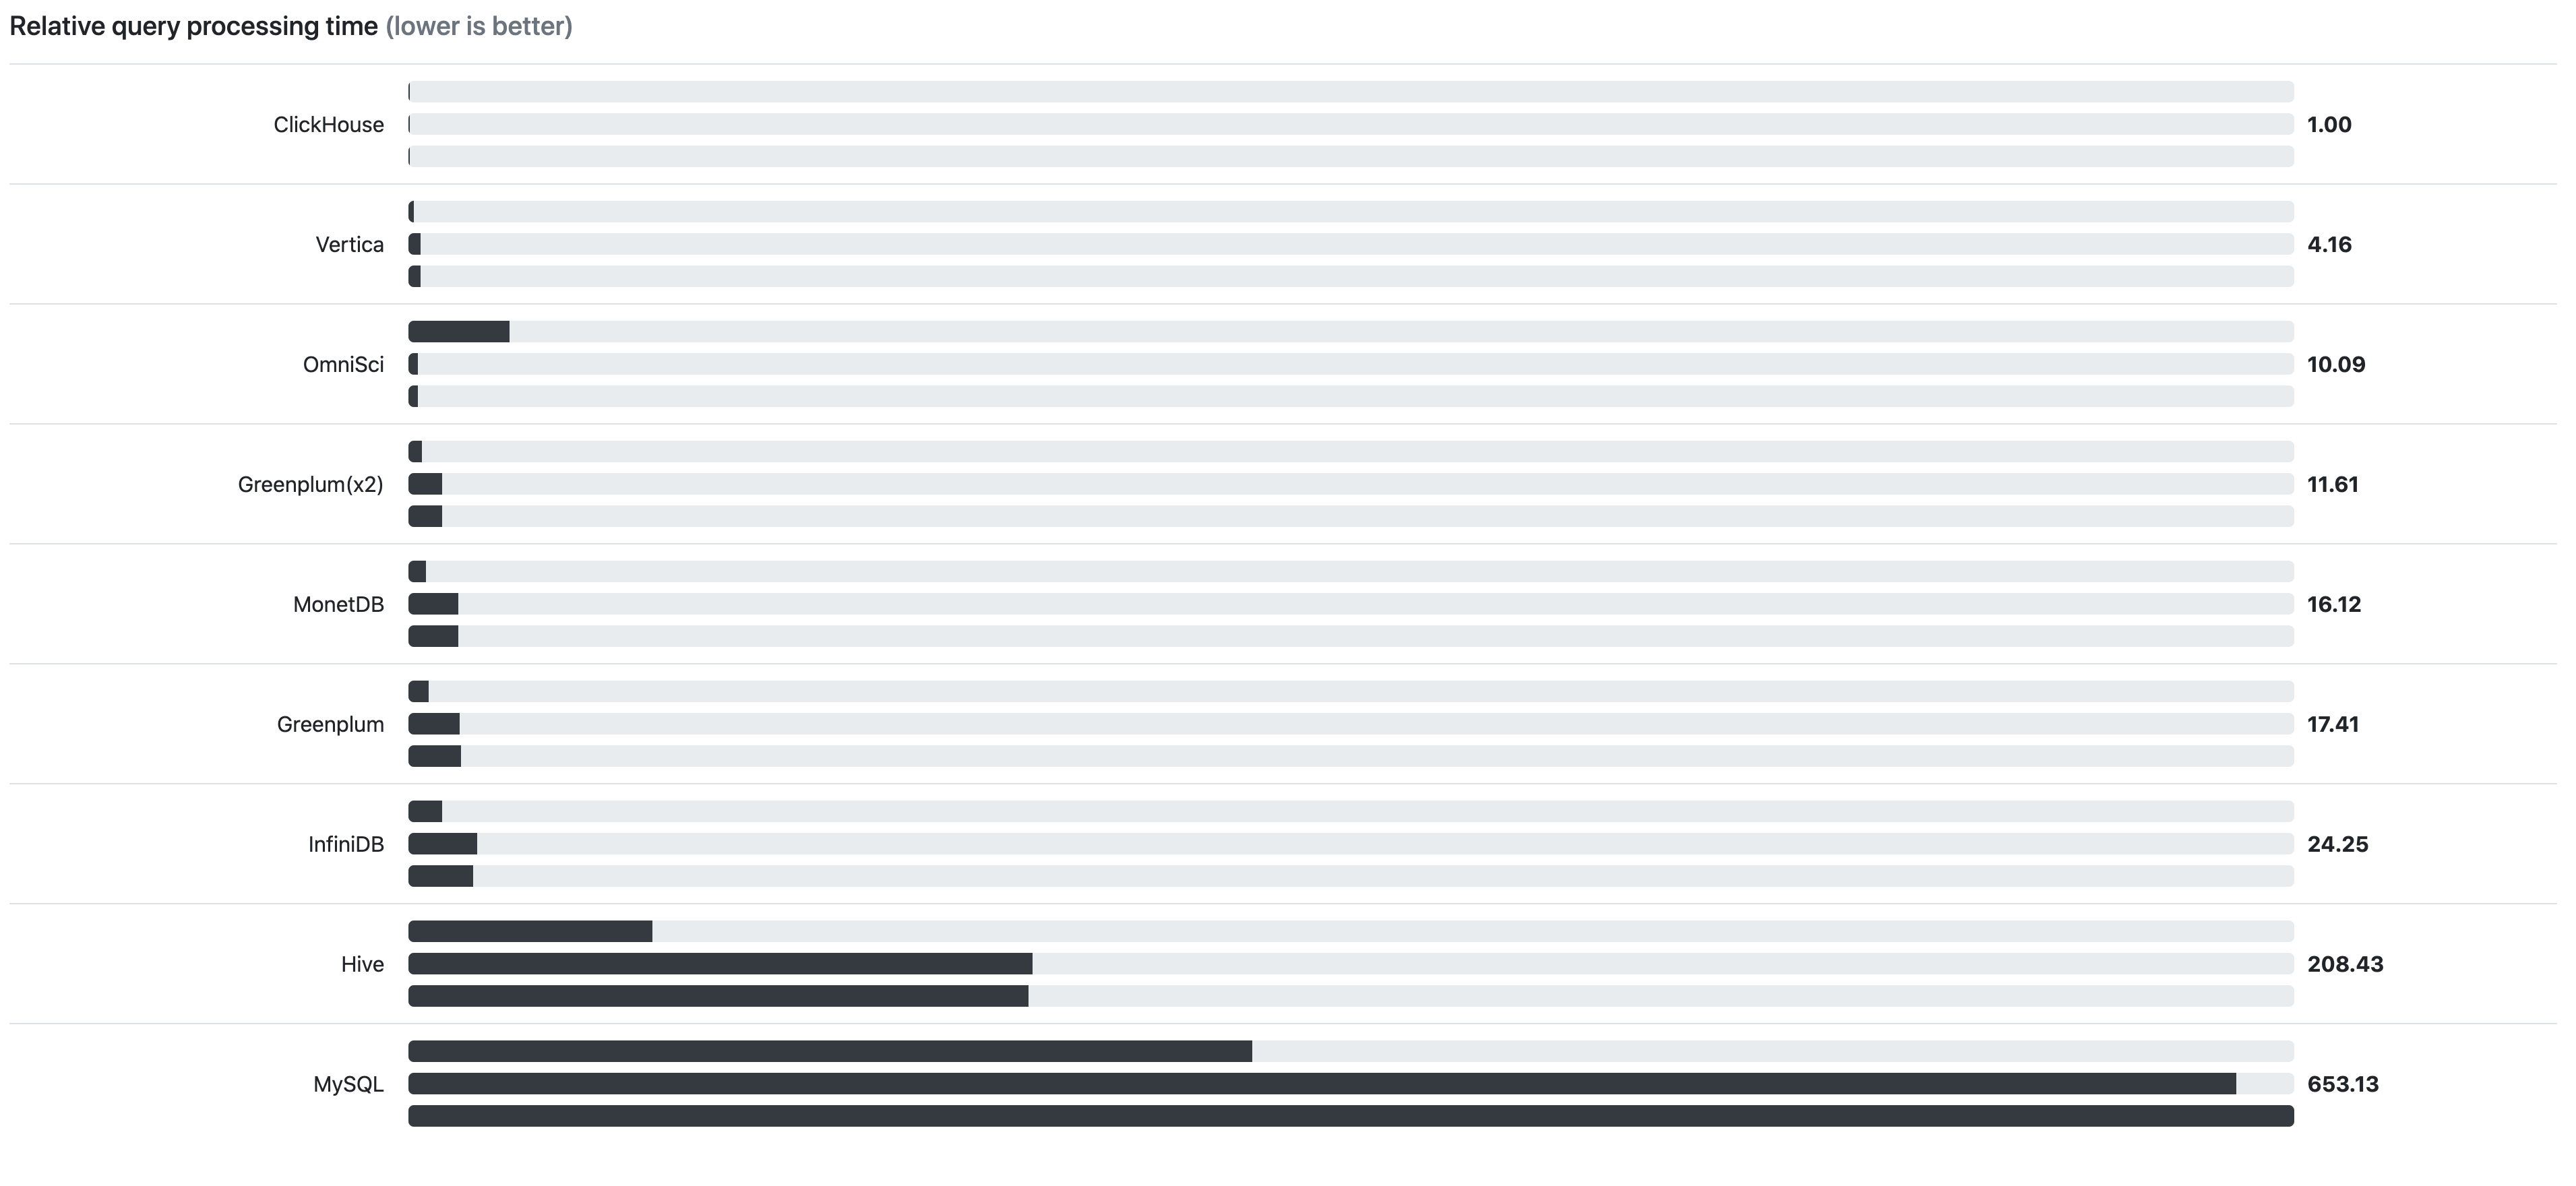 Relative query processing time (lower is better)
ClickHouse 1.00
Vertica 4.16
OmniSci 10.09
Greenplum(x2) 11.61
MonetDB 16.12
Greenplum 17.41
InfiniDB 24.25
Hive 208.43
MySQL 653.13